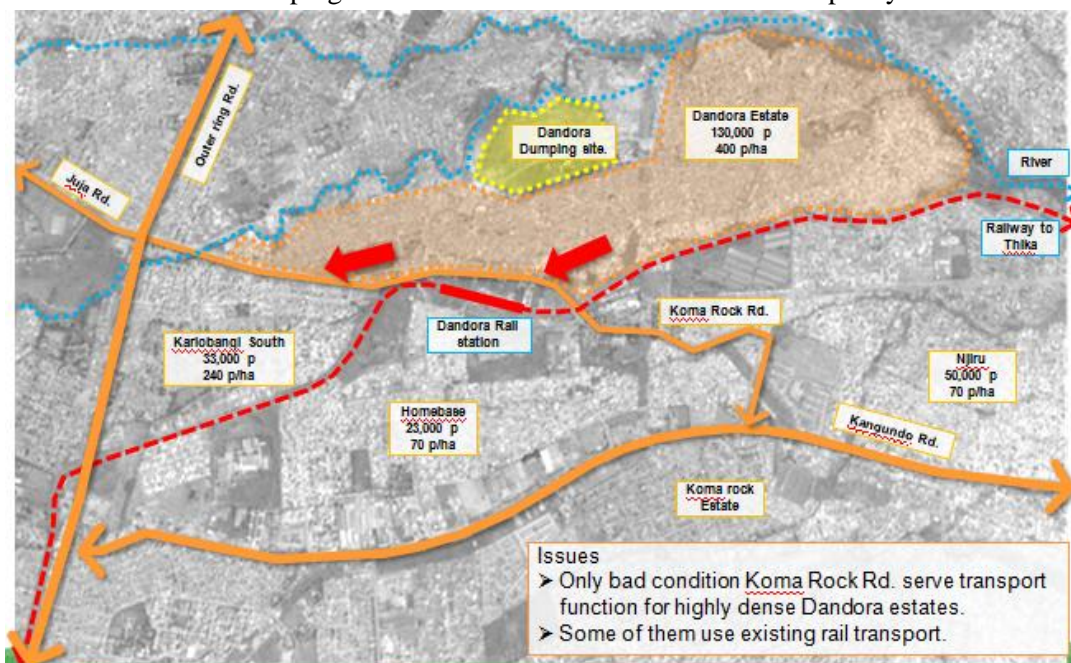 Outer ring Rd.
Juja Rd.
Dandora
Dumping site.
Dandora Estate
130,000 p
400 p/ha
River
Railway to
Thika
Koma Rock Rd.
Dandora Rail
station
Kariobangi South
33,000 p
240 p/ha
Njiru
50,000 p
70 p/ha
Homebase
23,000 p
70 p/ha
Kangundo Rd.
Koma rock
Estate
Issues
➢ Only bad condition Koma Rock Rd. serve transport
function for highly dense Dandora estates.
➢ Some of them use existing rail transport.